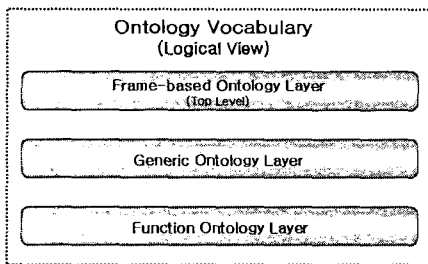 Ontology Vocabulary
(Logical View)
Frame-based Ontology Layer
(Top Level)
Generic Ontology Layer
Function Ontology Layer